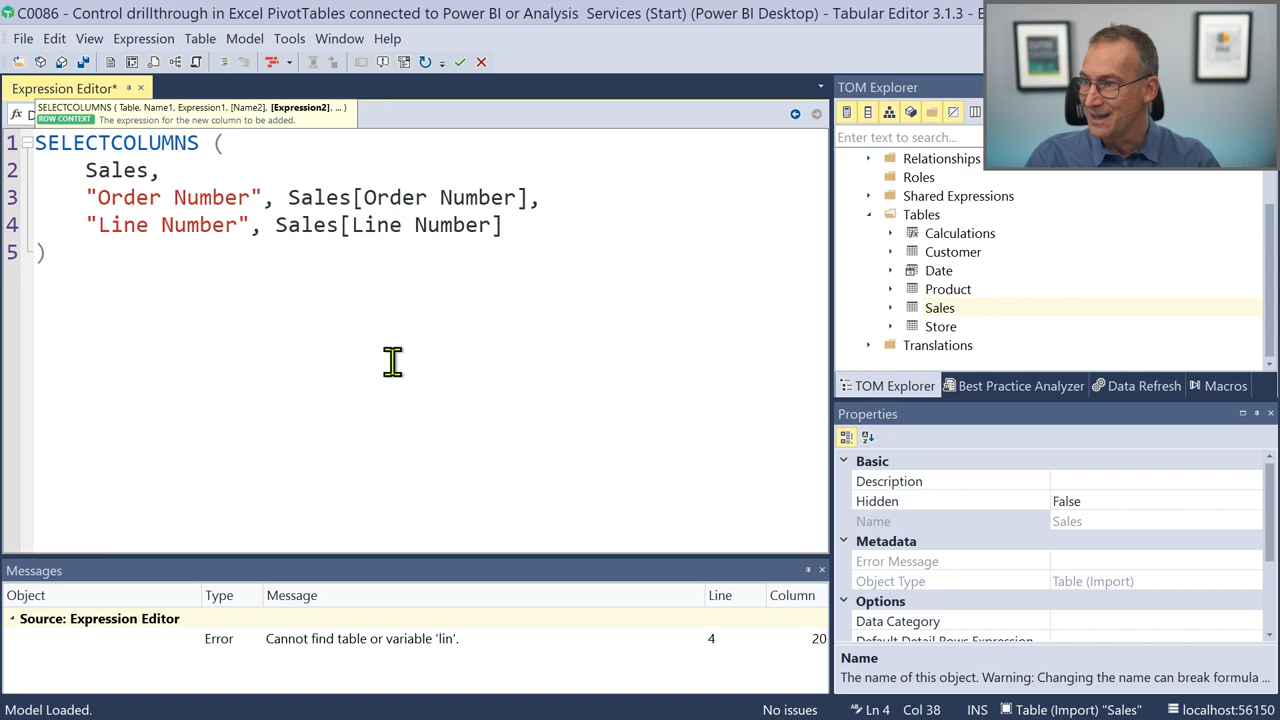 C0086 - Control drillthrough in Excel PivotTables connected to Power BI or Analysis Services (Start) (Power BI Desktop) - Tabular Editor 3.1.3 - E
File Edit View Expression Table Model Tools Window Help
Expression Editor*
TOM Explorer
SELECTCOLUMNS ( Table, Name1, Expression1, [Name2], [Expression2], ... )
ROW CONTEXT The expression for the new column to be added.
Enter text to search...
1 SELECTCOLUMNS (
2 Sales,
3 "Order Number", Sales[Order Number],
4 "Line Number", Sales[Line Number]
5 )
Relationships
Roles
Shared Expressions
Tables
Calculations
Customer
Date
Product
Sales
Store
Translations
TOM Explorer Best Practice Analyzer Data Refresh Macros
Properties
Basic
Description
Hidden False
Name Sales
Metadata
Error Message
Object Type Table (Import)
Options
Data Category
Default Detail Rows Expression
Name
The name of this object. Warning: Changing the name can break formula ...
Messages
Object Type Message Line Column
Source: Expression Editor
Error Cannot find table or variable 'lin'. 4 20
Model Loaded. No issues Ln 4 Col 38 INS Table (Import) "Sales" localhost:56150